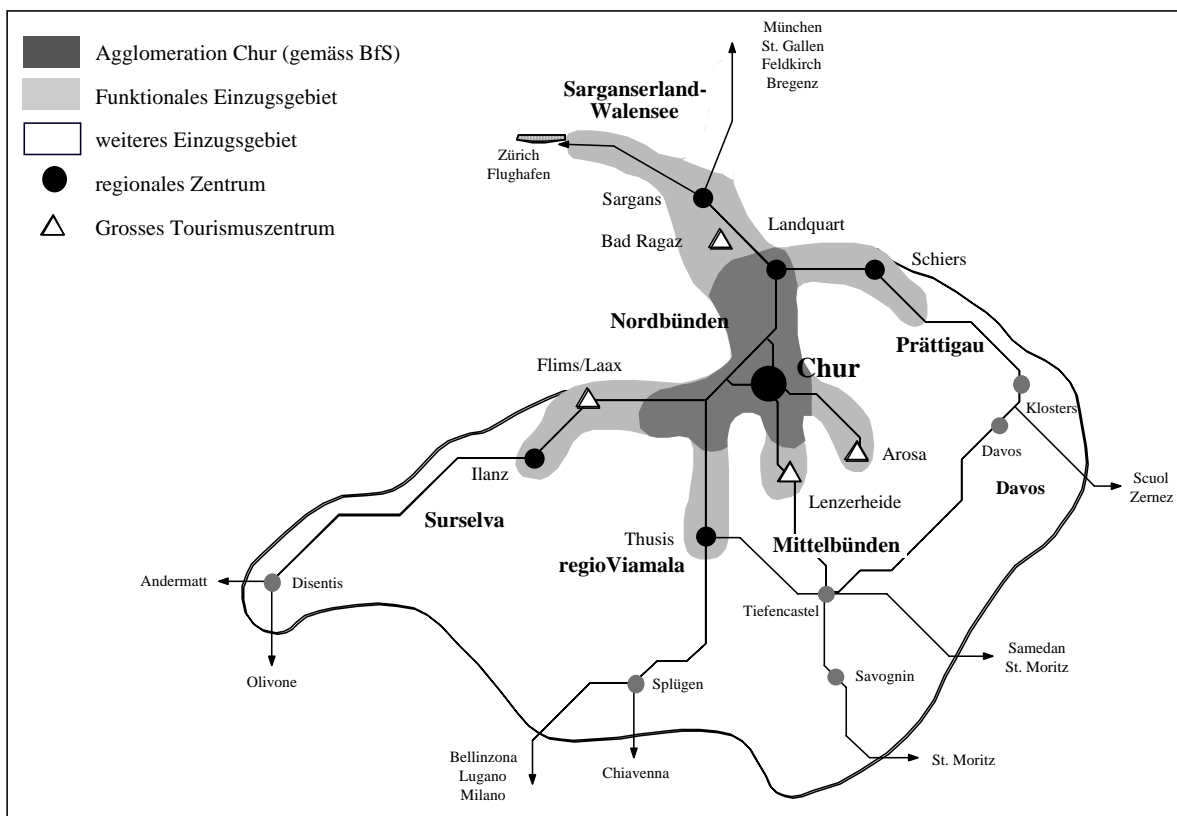 Agglomeration Chur (gemäss BfS)
Funktionales Einzugsgebiet
weiteres Einzugsgebiet
regionales Zentrum
Grosses Tourismuszentrum
München
St. Gallen
Feldkirch
Bregenz
Sarganserland-
Walensee
Zürich
Flughafen
Sargans
Bad Ragaz
Landquart
Schiers
Nordbünden
Prättigau
Flims/Laax
Chur
Klosters
Davos
Arosa
Ilanz
Lenzerheide
Davos
Scuol
Zernez
Surselva
Thusis
Mittelbünden
regioViamala
Andermatt
Disentis
Tiefencastel
Samedan
St. Moritz
Olivone
Splügen
Savognin
Bellinzona
Lugano
Milano
Chiavenna
St. Moritz